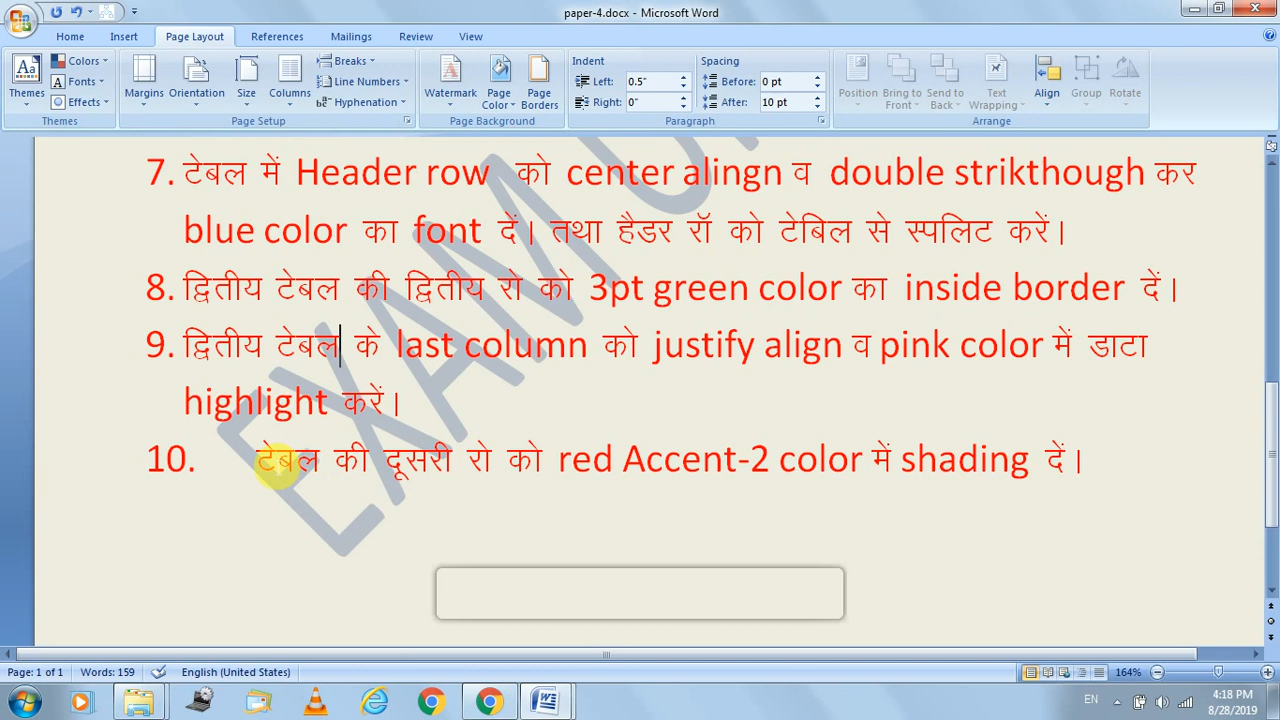 paper-4.docx - Microsoft Word
Home Insert Page Layout References Mailings Review View
Colors Breaks Indent Spacing
Fonts Line Numbers Left: 0.5" Before: 0 pt
Themes Margins Orientation Size Columns Watermark Page Color Page Borders Position Bring to Front Send to Back Text Wrapping Align Group Rotate
Effects Hyphenation Right: 0" After: 10 pt
Themes Page Setup Page Background Paragraph Arrange
7. टेबल में Header row को center alingn व double strikthough कर
blue color का font दें। तथा हैडर रॉ को टेबिल से स्पलिट करें।
8. द्वितीय टेबल की द्वितीय रो को 3pt green color का inside border दें।
9. द्वितीय टेबल के last column को justify align व pink color में डाटा
highlight करें।
10. टेबल की दूसरी रो को red Accent-2 color में shading दें।
EXAM
Page: 1 of 1 Words: 159 English (United States) 164%
EN 4:18 PM
8/28/2019